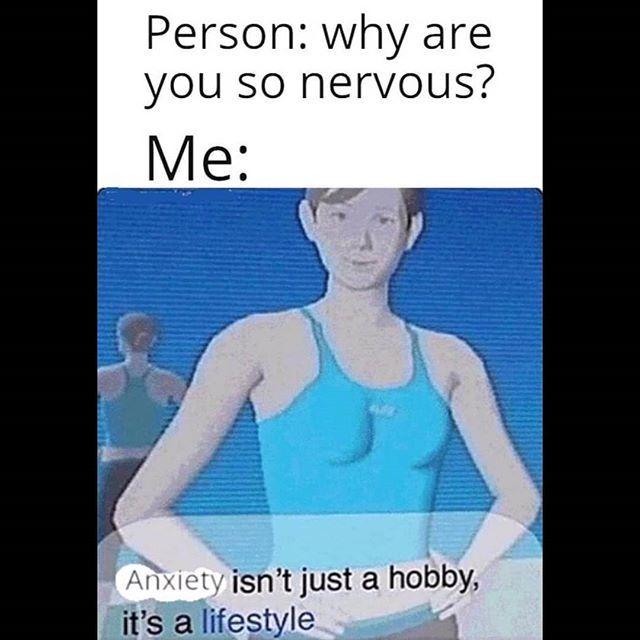 Person: why are
you so nervous?
Me:
Anxiety isn't just a hobby,
it's a lifestyle